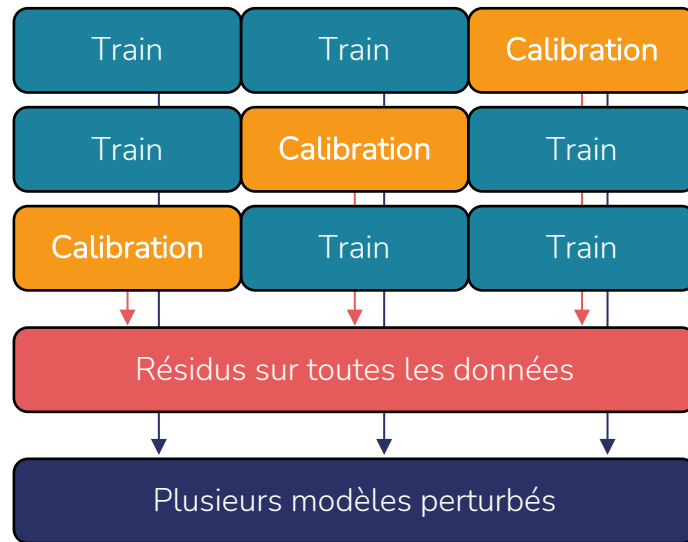 Train Train Calibration
Train Calibration Train
Calibration Train Train
Résidus sur toutes les données
Plusieurs modèles perturbés